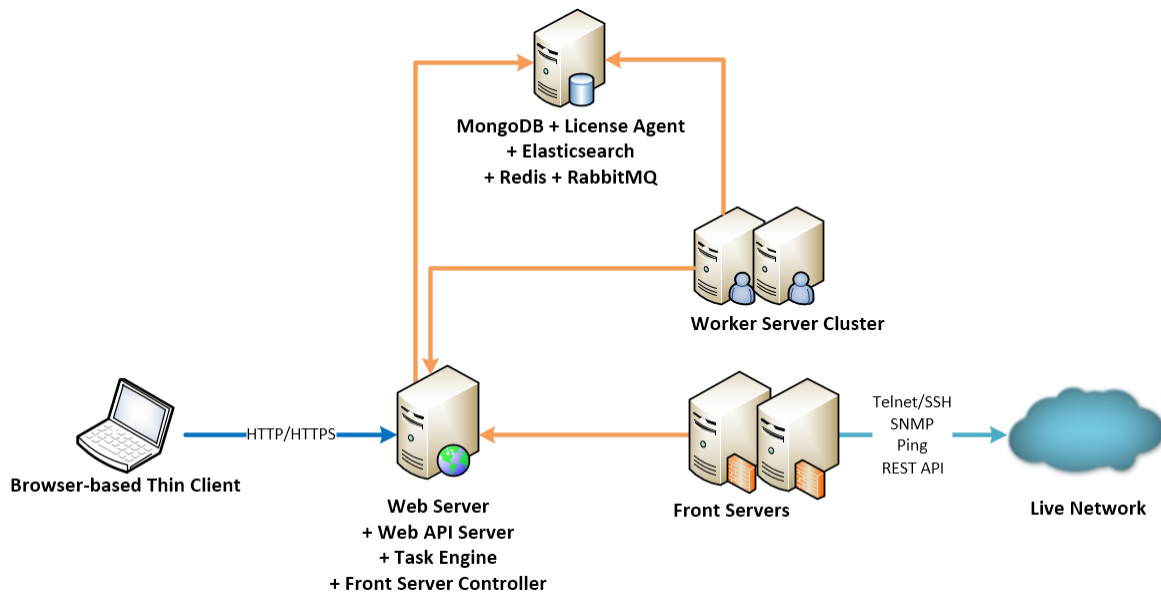 MongoDB + License Agent
+ Elasticsearch
+ Redis + RabbitMQ
Worker Server Cluster
HTTP/HTTPS
Browser-based Thin Client
Web Server
+ Web API Server
+ Task Engine
+ Front Server Controller
Front Servers
Telnet/SSH
SNMP
Ping
REST API
Live Network